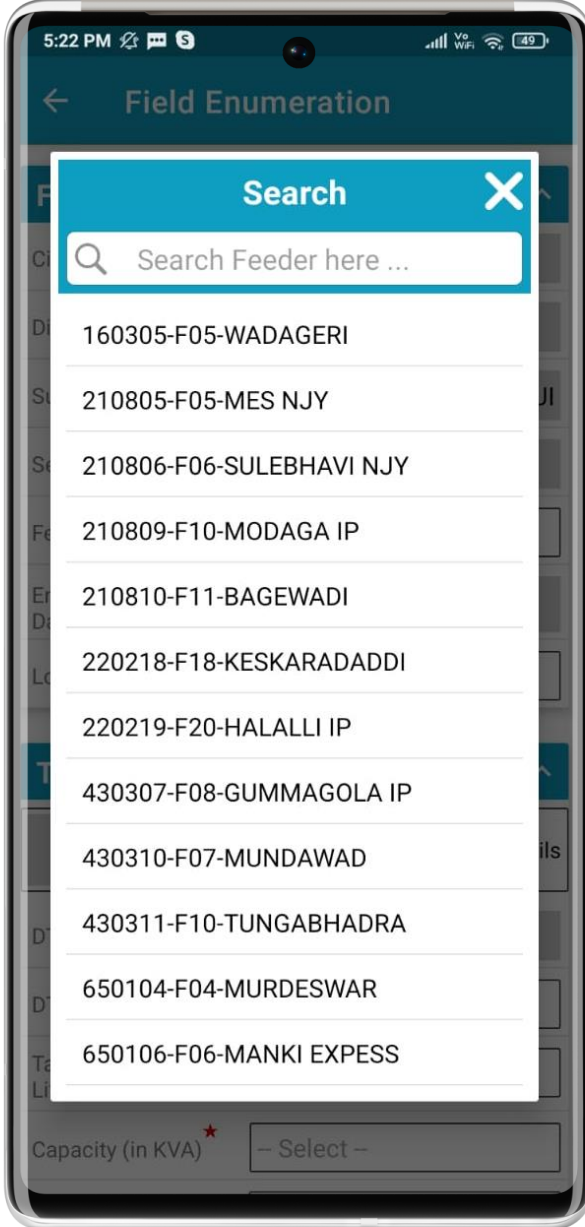 5:22 PM
Vo WiFi
49
Field Enumeration
Search
Search Feeder here ...
160305-F05-WADAGERI
210805-F05-MES NJY
210806-F06-SULEBHAVI NJY
210809-F10-MODAGA IP
210810-F11-BAGEWADI
220218-F18-KESKARADADDI
220219-F20-HALALLI IP
430307-F08-GUMMAGOLA IP
430310-F07-MUNDAWAD
430311-F10-TUNGABHADRA
650104-F04-MURDESWAR
650106-F06-MANKI EXPESS
Capacity (in KVA)
-- Select --